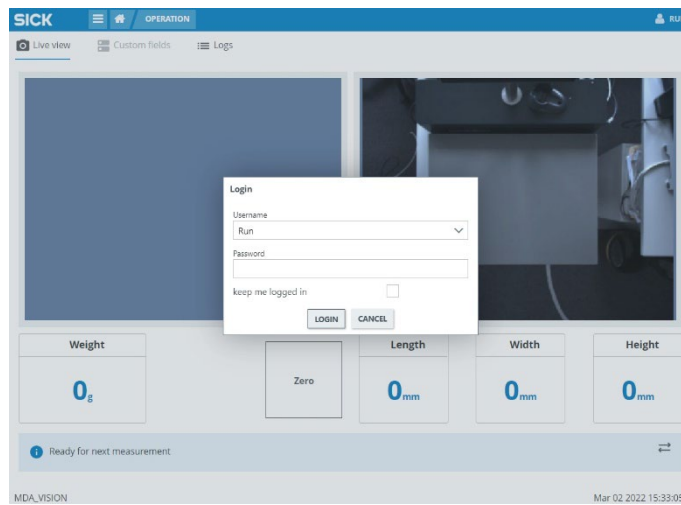 SICK OPERATION RU
Live view Custom fields Logs
Login
Username
Run
Password
keep me logged in
LOGIN CANCEL
Weight Length Width Height
0g Zero 0mm 0mm 0mm
Ready for next measurement
MDA_VISION Mar 02 2022 15:33:05